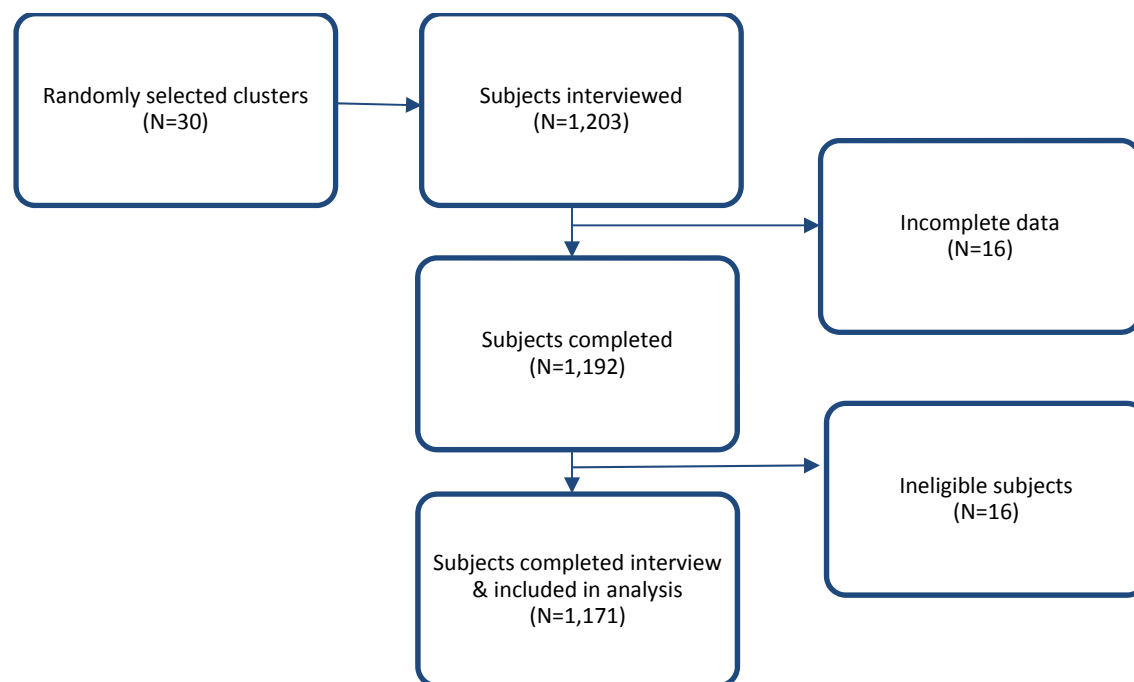 Randomly selected clusters
(N=30)
Subjects interviewed
(N=1,203)
Incomplete data
(N=16)
Subjects completed
(N=1,192)
Ineligible subjects
(N=16)
Subjects completed interview
& included in analysis
(N=1,171)